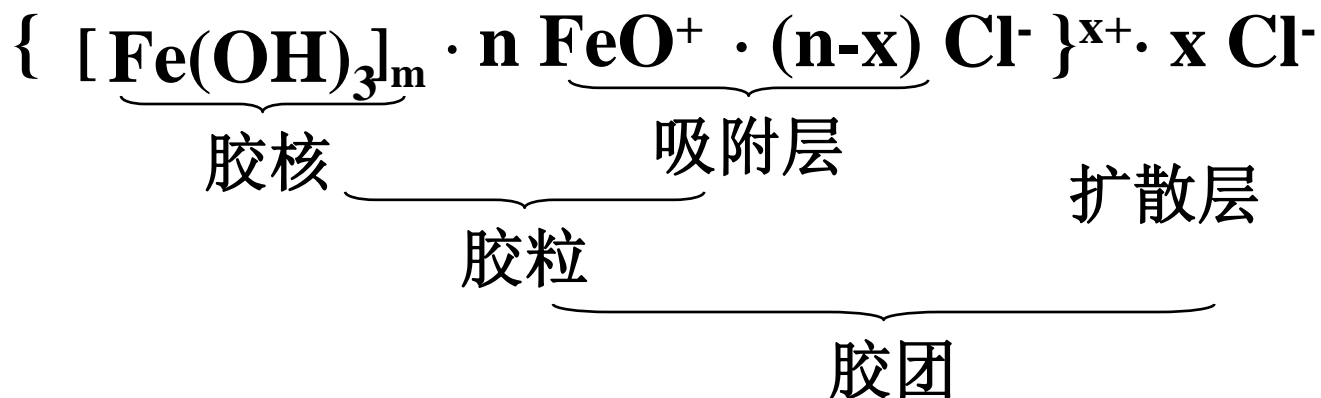 { [Fe(OH)₃]ₘ · n FeO⁺ · (n-x) Cl⁻ }ˣ⁺· x Cl⁻
胶核 吸附层
扩散层
胶粒
胶团